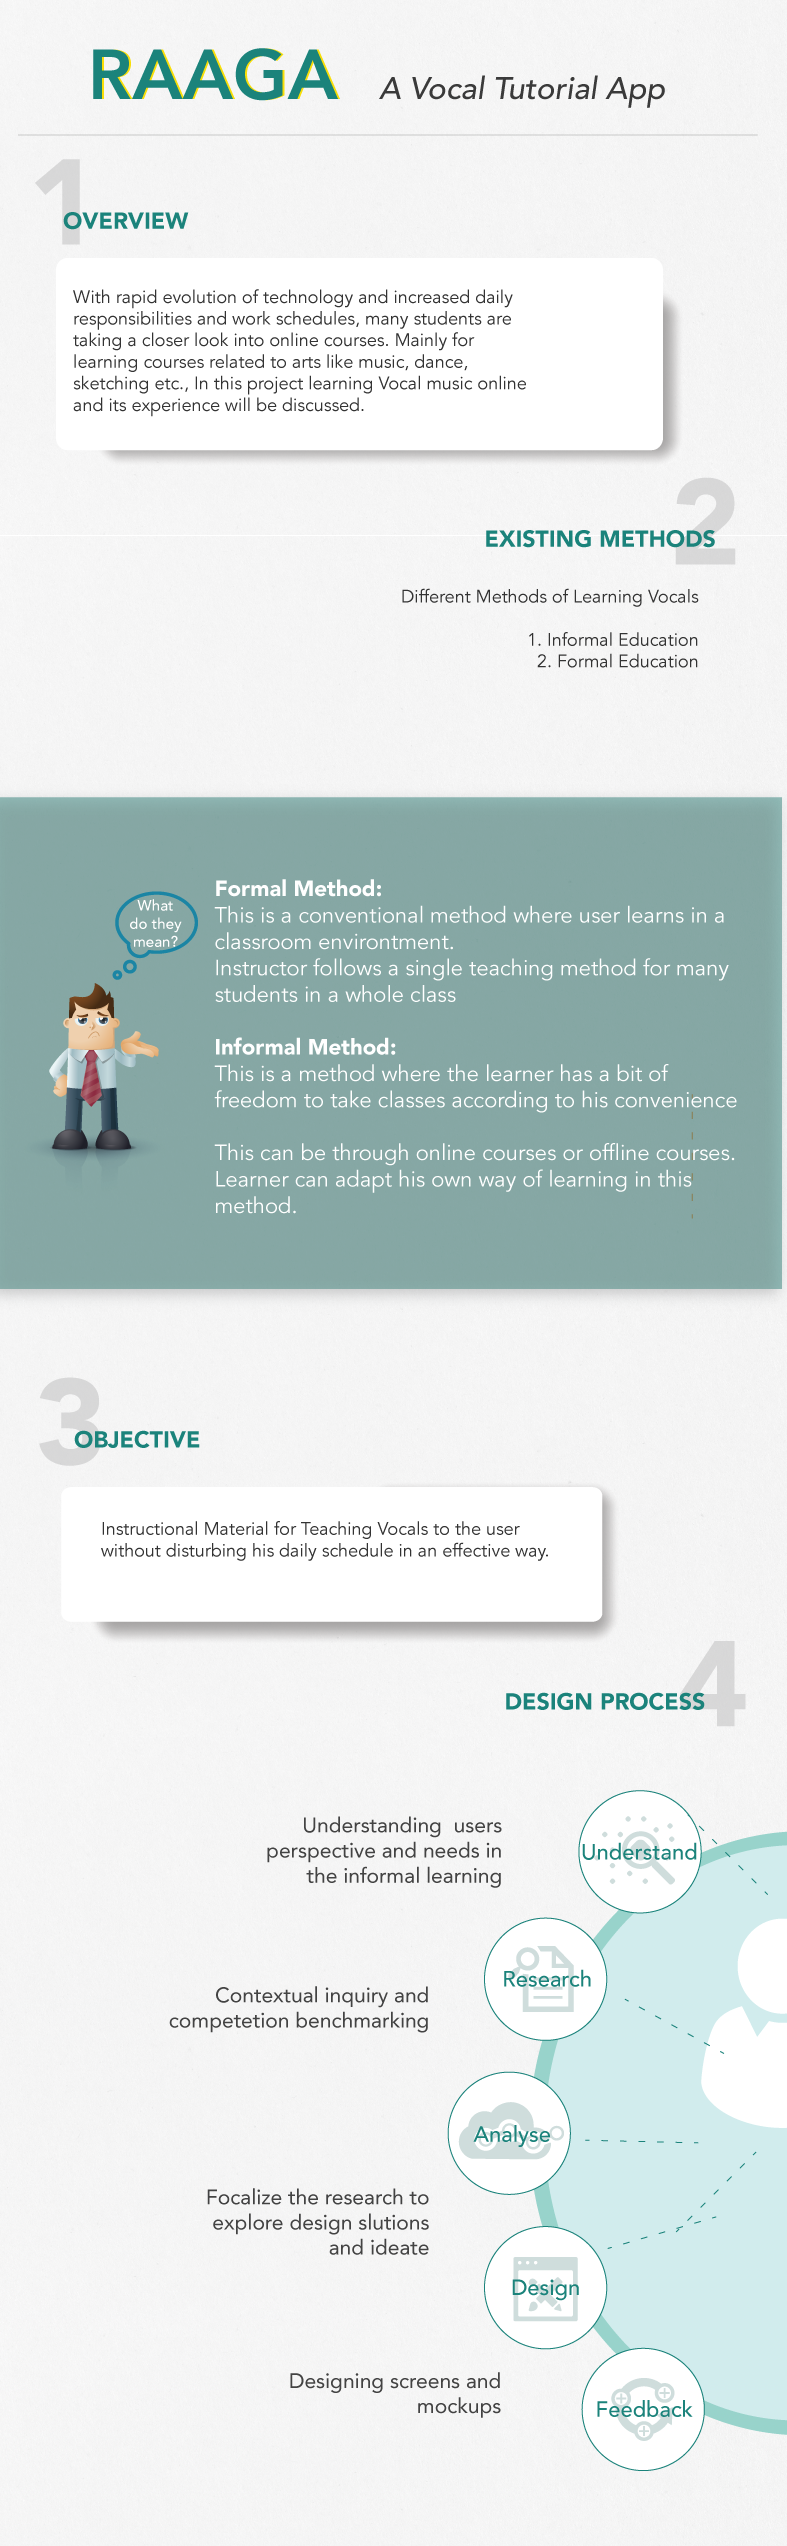 RAAGA A Vocal Tutorial App
1
OVERVIEW
With rapid evolution of technology and increased daily
responsibilities and work schedules, many students are
taking a closer look into online courses. Mainly for
learning courses related to arts like music, dance,
sketching etc., In this project learning Vocal music online
and its experience will be discussed.
2
EXISTING METHODS
Different Methods of Learning Vocals
1. Informal Education
2. Formal Education
What
do they
mean?
Formal Method:
This is a conventional method where user learns in a
classroom environtment.
Instructor follows a single teaching method for many
students in a whole class
Informal Method:
This is a method where the learner has a bit of
freedom to take classes according to his convenience
This can be through online courses or offline courses.
Learner can adapt his own way of learning in this
method.
3
OBJECTIVE
Instructional Material for Teaching Vocals to the user
without disturbing his daily schedule in an effective way.
4
DESIGN PROCESS
Understanding users
perspective and needs in
the informal learning
Understand
Research
Contextual inquiry and
competetion benchmarking
Analyse
Focalize the research to
explore design slutions
and ideate
Design
Designing screens and
mockups
Feedback